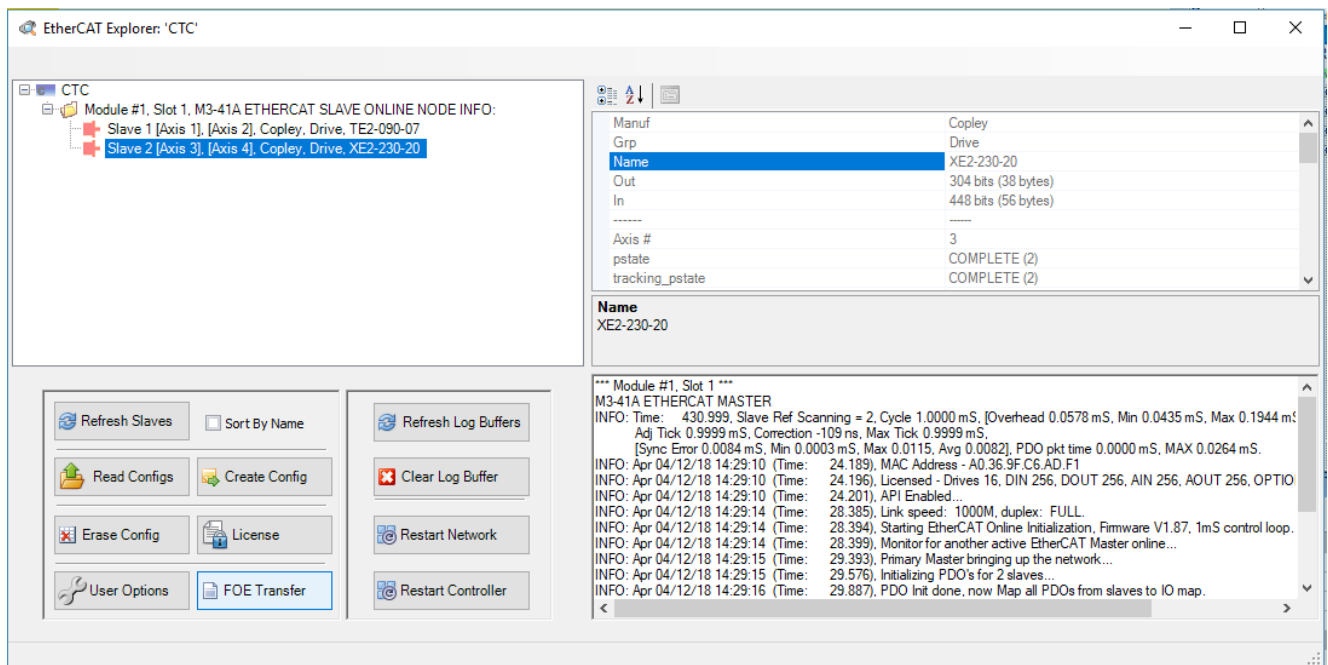 EtherCAT Explorer: 'CTC'
CTC
Module #1, Slot 1, M3-41A ETHERCAT SLAVE ONLINE NODE INFO:
Slave 1 [Axis 1], [Axis 2], Copley, Drive, TE2-090-07
Slave 2 [Axis 3], [Axis 4], Copley, Drive, XE2-230-20
Manuf Copley
Grp Drive
Name XE2-230-20
Out 304 bits (38 bytes)
In 448 bits (56 bytes)
------ ------
Axis # 3
pstate COMPLETE (2)
tracking_pstate COMPLETE (2)
Name
XE2-230-20
Refresh Slaves Sort By Name
Read Configs Create Config
Erase Config License
User Options FOE Transfer
Refresh Log Buffers
Clear Log Buffer
Restart Network
Restart Controller
*** Module #1, Slot 1 ***
M3-41A ETHERCAT MASTER
INFO: Time: 430.999, Slave Ref Scanning = 2, Cycle 1.0000 mS, [Overhead 0.0578 mS, Min 0.0435 mS, Max 0.1944 mS
Adj Tick 0.9999 mS, Correction -109 ns, Max Tick 0.9999 mS,
[Sync Error 0.0084 mS, Min 0.0003 mS, Max 0.0115, Avg 0.0082], PDO pkt time 0.0000 mS, MAX 0.0264 mS.
INFO: Apr 04/12/18 14:29:10 (Time: 24.189), MAC Address - A0.36.9F.C6.AD.F1
INFO: Apr 04/12/18 14:29:10 (Time: 24.196), Licensed - Drives 16, DIN 256, DOUT 256, AIN 256, AOUT 256, OPTIO
INFO: Apr 04/12/18 14:29:10 (Time: 24.201), API Enabled...
INFO: Apr 04/12/18 14:29:14 (Time: 28.385), Link speed: 1000M, duplex: FULL.
INFO: Apr 04/12/18 14:29:14 (Time: 28.394), Starting EtherCAT Online Initialization, Firmware V1.87, 1mS control loop.
INFO: Apr 04/12/18 14:29:14 (Time: 28.399), Monitor for another active EtherCAT Master online...
INFO: Apr 04/12/18 14:29:15 (Time: 29.393), Primary Master bringing up the network...
INFO: Apr 04/12/18 14:29:15 (Time: 29.576), Initializing PDO's for 2 slaves...
INFO: Apr 04/12/18 14:29:16 (Time: 29.887), PDO Init done, now Map all PDOs from slaves to IO map.